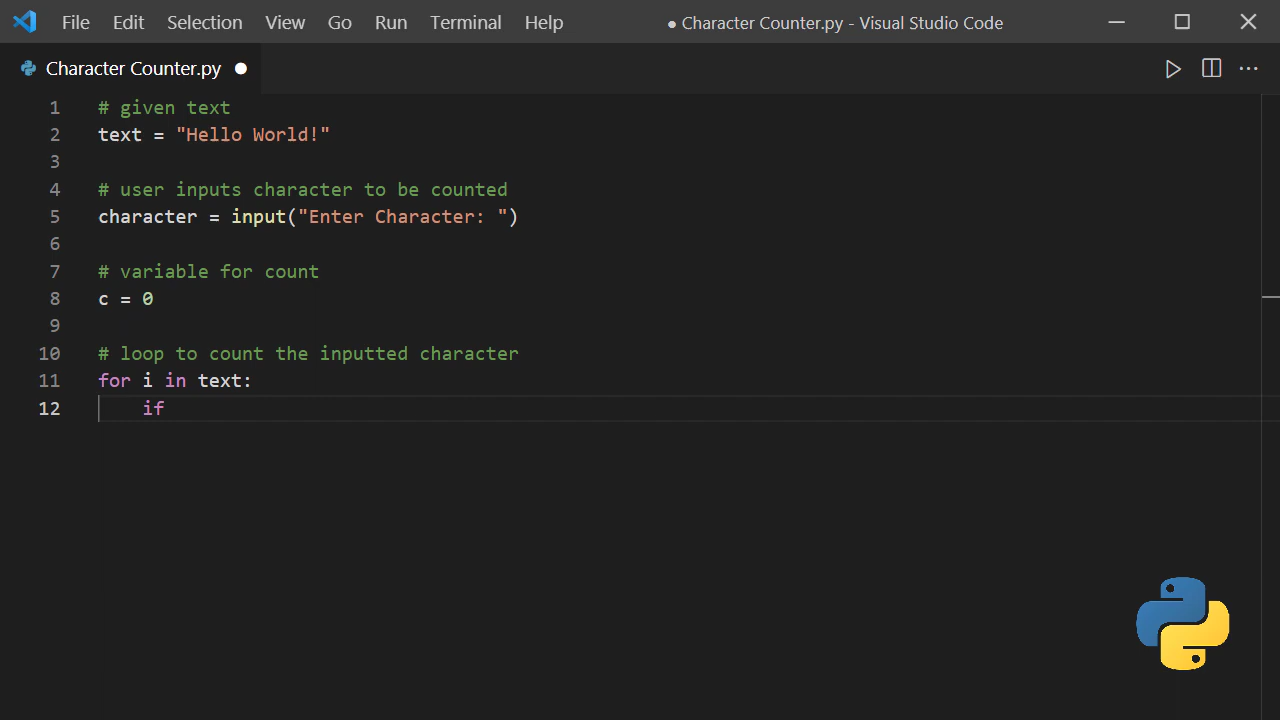 File Edit Selection View Go Run Terminal Help ● Character Counter.py - Visual Studio Code
Character Counter.py ●
1 # given text
2 text = "Hello World!"
3
4 # user inputs character to be counted
5 character = input("Enter Character: ")
6
7 # variable for count
8 c = 0
9
10 # loop to count the inputted character
11 for i in text:
12     if